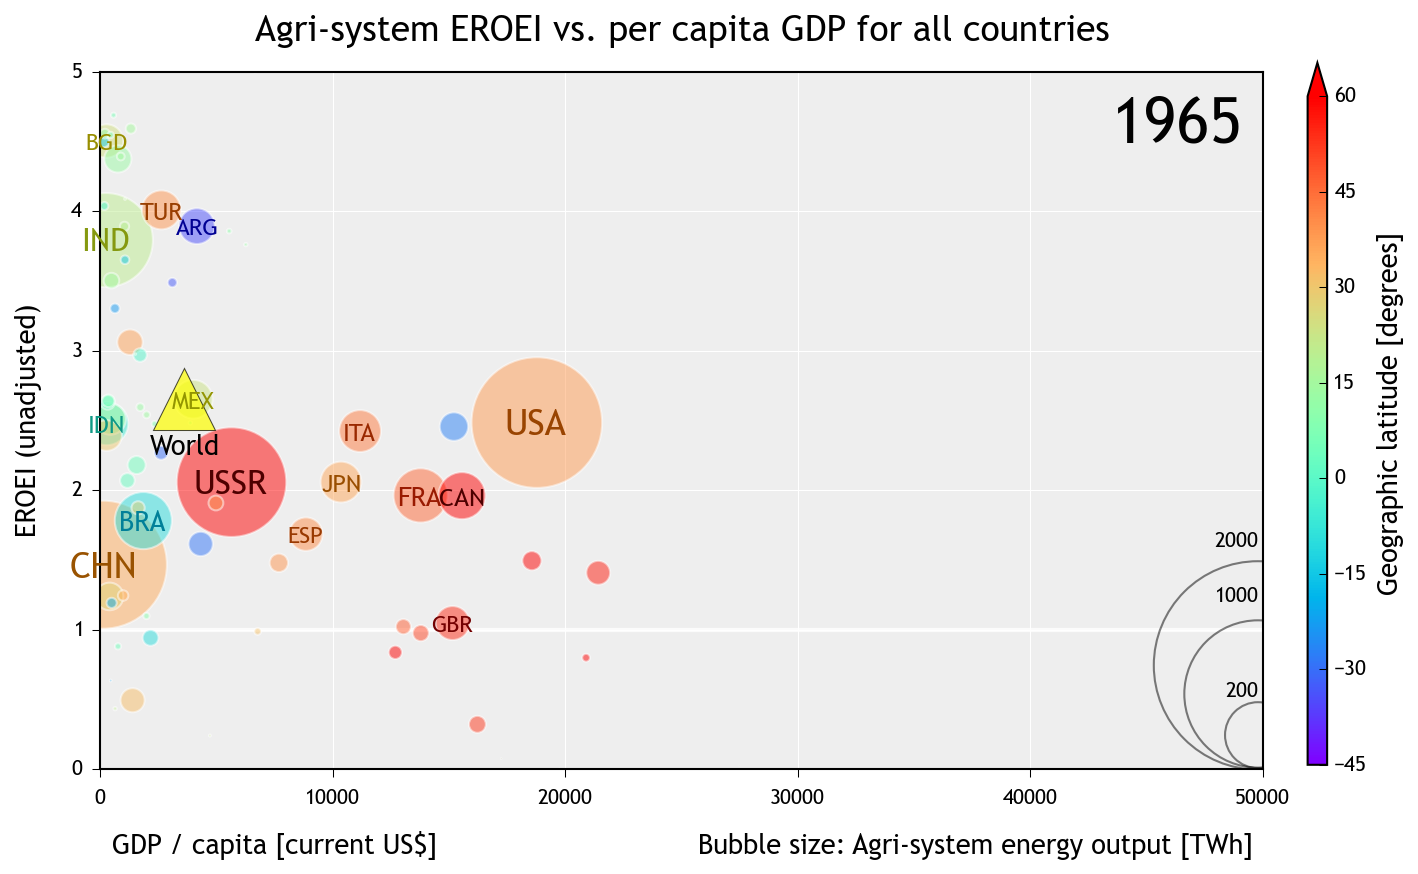 Agri-system EROEI vs. per capita GDP for all countries
1965
EROEI (unadjusted)
5
4
3
2
1
0
BGD
TUR
ARG
IND
MEX
IDN
World
USA
ITA
USSR
JPN
FRA
CAN
BRA
ESP
CHN
GBR
2000
1000
200
0
10000
20000
30000
40000
50000
GDP / capita [current US$]
Bubble size: Agri-system energy output [TWh]
60
45
30
15
0
−15
−30
−45
Geographic latitude [degrees]